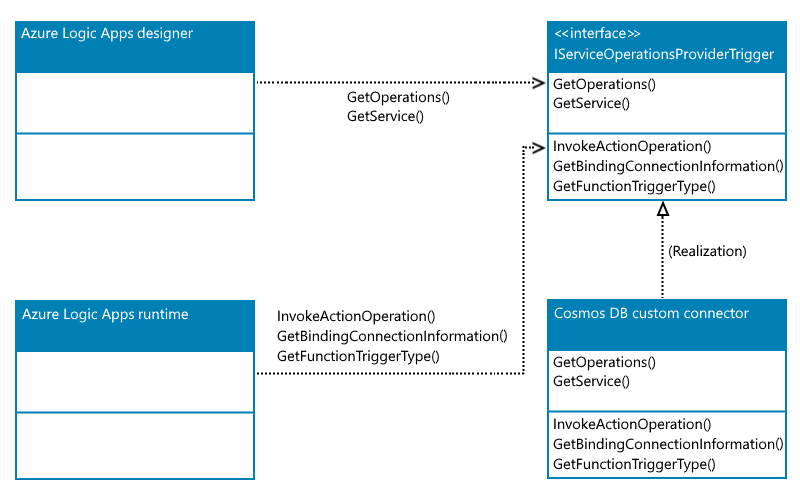 Azure Logic Apps designer
GetOperations()
GetService()
<<interface>>
IServiceOperationsProviderTrigger
GetOperations()
GetService()
InvokeActionOperation()
GetBindingConnectionInformation()
GetFunctionTriggerType()
(Realization)
Azure Logic Apps runtime
InvokeActionOperation()
GetBindingConnectionInformation()
GetFunctionTriggerType()
Cosmos DB custom connector
GetOperations()
GetService()
InvokeActionOperation()
GetBindingConnectionInformation()
GetFunctionTriggerType()